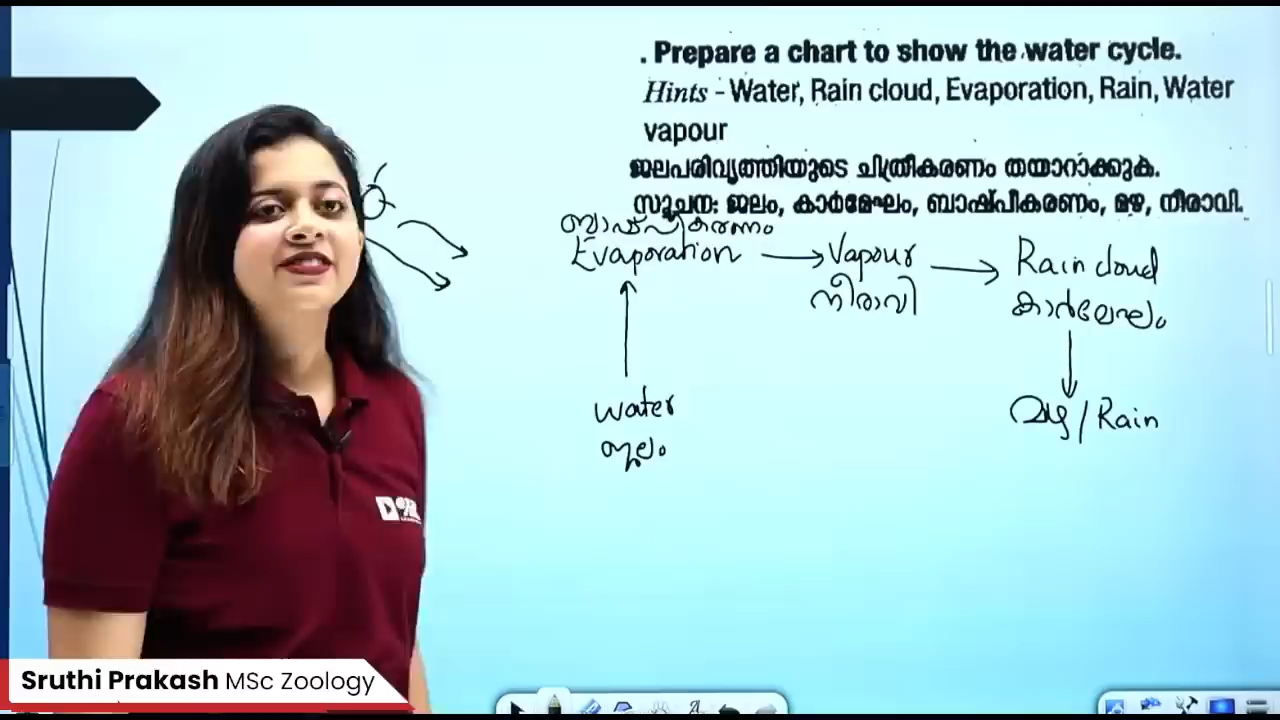 . Prepare a chart to show the water cycle.
Hints - Water, Rain cloud, Evaporation, Rain, Water
vapour
ജലപരിവൃത്തിയുടെ ചിത്രീകരണം തയാറാക്കുക.
സൂചന: ജലം, കാർമേഘം, ബാഷ്പീകരണം, മഴ, നീരാവി.
ബാഷ്പീകരണം
Evaporation → Vapour → Rain cloud
നീരാവി കാർമേഘം
water മഴ / Rain
ജലം
Sruthi Prakash MSc Zoology